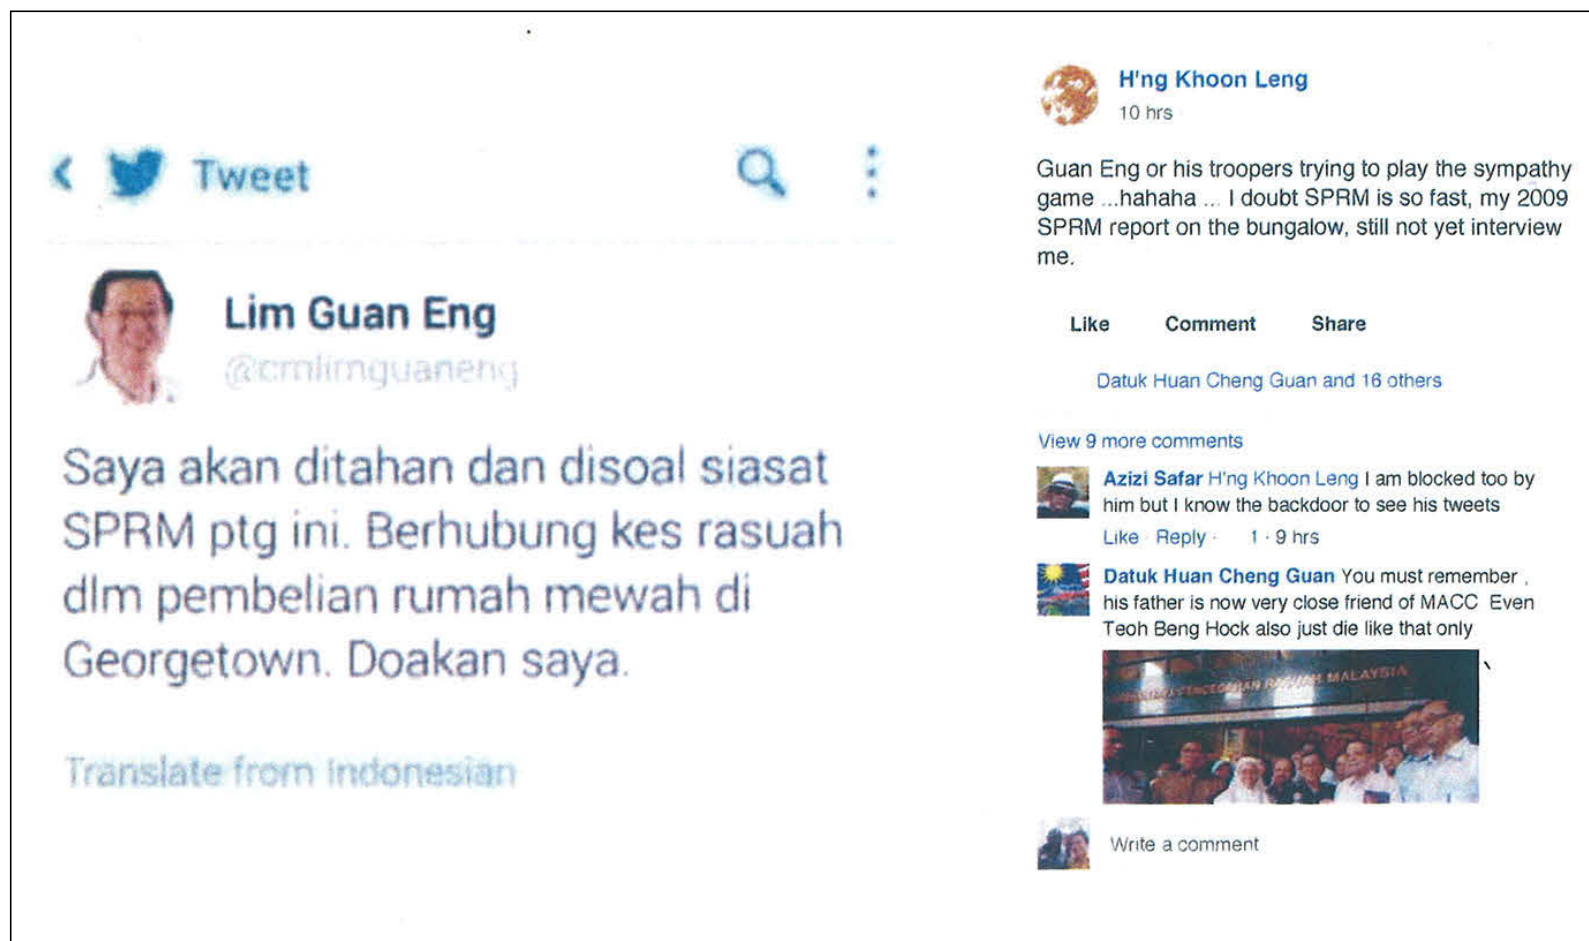 Tweet
Lim Guan Eng
@cmlimguaneng
Saya akan ditahan dan disoal siasat
SPRM ptg ini. Berhubung kes rasuah
dlm pembelian rumah mewah di
Georgetown. Doakan saya.
Translate from Indonesian
H'ng Khoon Leng
10 hrs
Guan Eng or his troopers trying to play the sympathy
game ...hahaha ... I doubt SPRM is so fast, my 2009
SPRM report on the bungalow, still not yet interview
me.
Like Comment Share
Datuk Huan Cheng Guan and 16 others
View 9 more comments
Azizi Safar H'ng Khoon Leng I am blocked too by
him but I know the backdoor to see his tweets
Like · Reply · 1 · 9 hrs
Datuk Huan Cheng Guan You must remember ,
his father is now very close friend of MACC Even
Teoh Beng Hock also just die like that only
PENCEGAHAN RASUAH MALAYSIA
Write a comment